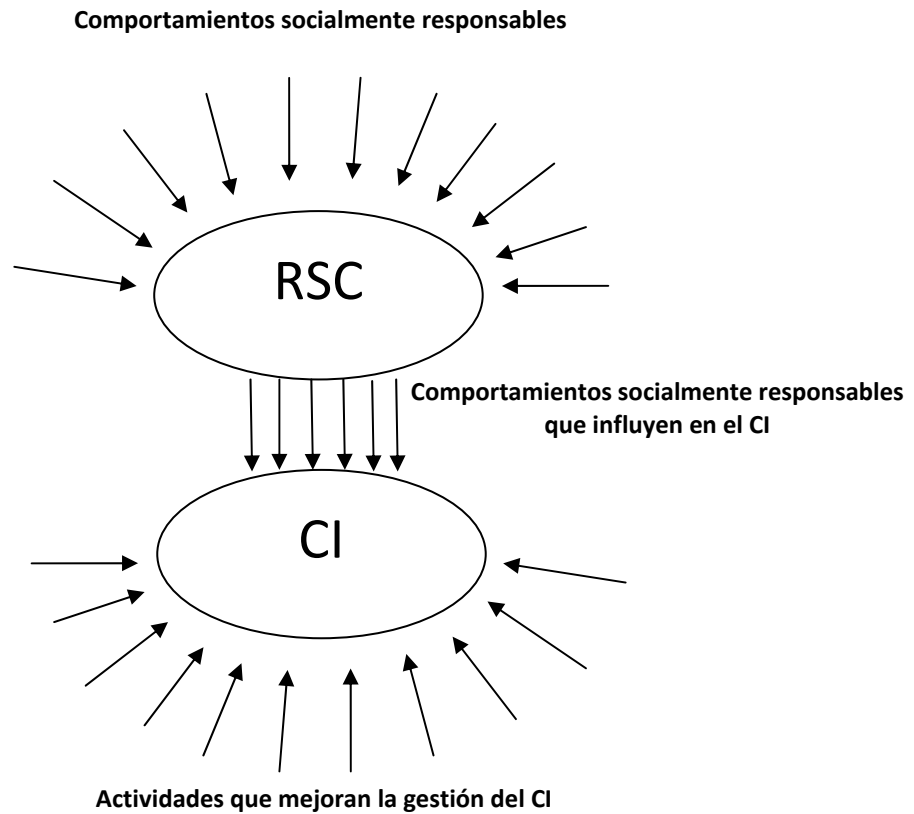 Comportamientos socialmente responsables
RSC
Comportamientos socialmente responsables
que influyen en el CI
CI
Actividades que mejoran la gestión del CI